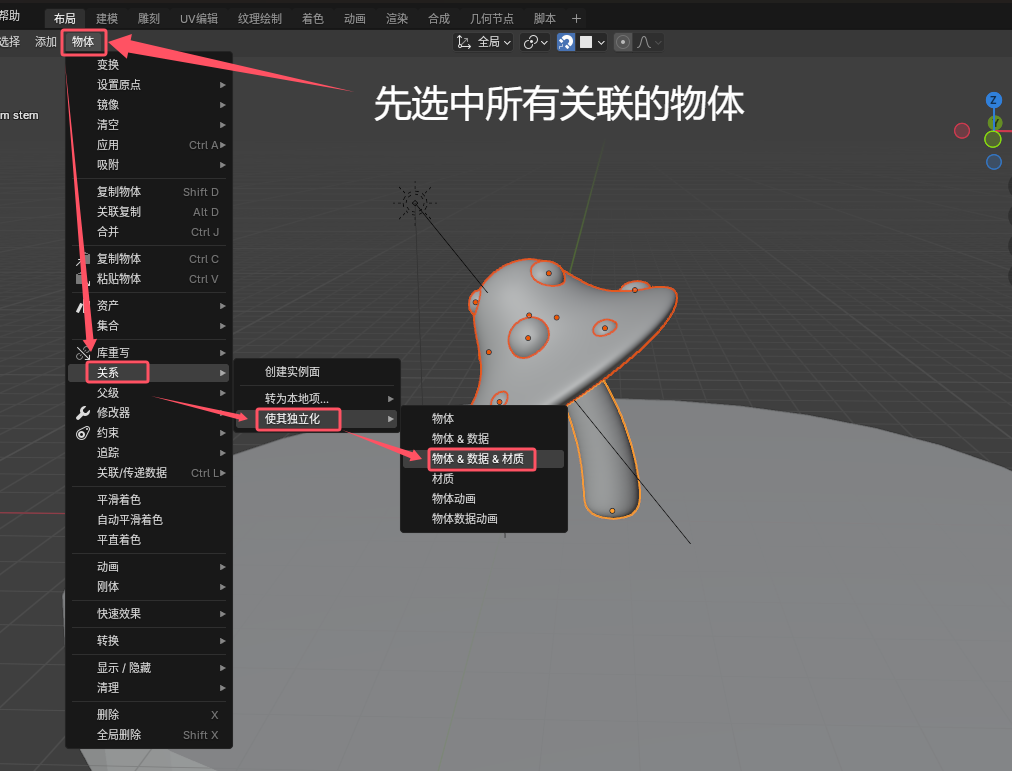 帮助 布局 建模 雕刻 UV编辑 纹理绘制 着色 动画 渲染 合成 几何节点 脚本 +
选择 添加 物体 全局
先选中所有关联的物体
m stem
Z
Y
变换
设置原点
镜像
清空
应用 Ctrl A
吸附
复制物体 Shift D
关联复制 Alt D
合并 Ctrl J
复制物体 Ctrl C
粘贴物体 Ctrl V
资产
集合
库重写
关系
父级
修改器
约束
追踪
关联/传递数据 Ctrl L
平滑着色
自动平滑着色
平直着色
动画
刚体
快速效果
转换
显示 / 隐藏
清理
删除 X
全局删除 Shift X
创建实例面
转为本地项...
使其独立化
物体
物体 & 数据
物体 & 数据 & 材质
材质
物体动画
物体数据动画